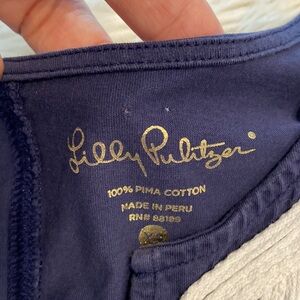 Lilly Pulitzer®
100% PIMA COTTON
MADE IN PERU
RN# 88199